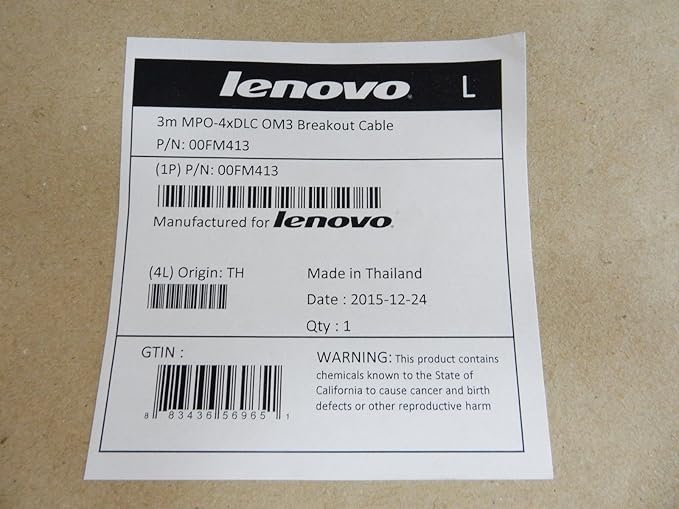 lenovo L
3m MPO-4xDLC OM3 Breakout Cable
P/N: 00FM413
(1P) P/N: 00FM413
Manufactured for lenovo
(4L) Origin: TH
Made in Thailand
Date : 2015-12-24
Qty : 1
GTIN :
8 83436 56965 1
WARNING: This product contains
chemicals known to the State of
California to cause cancer and birth
defects or other reproductive harm